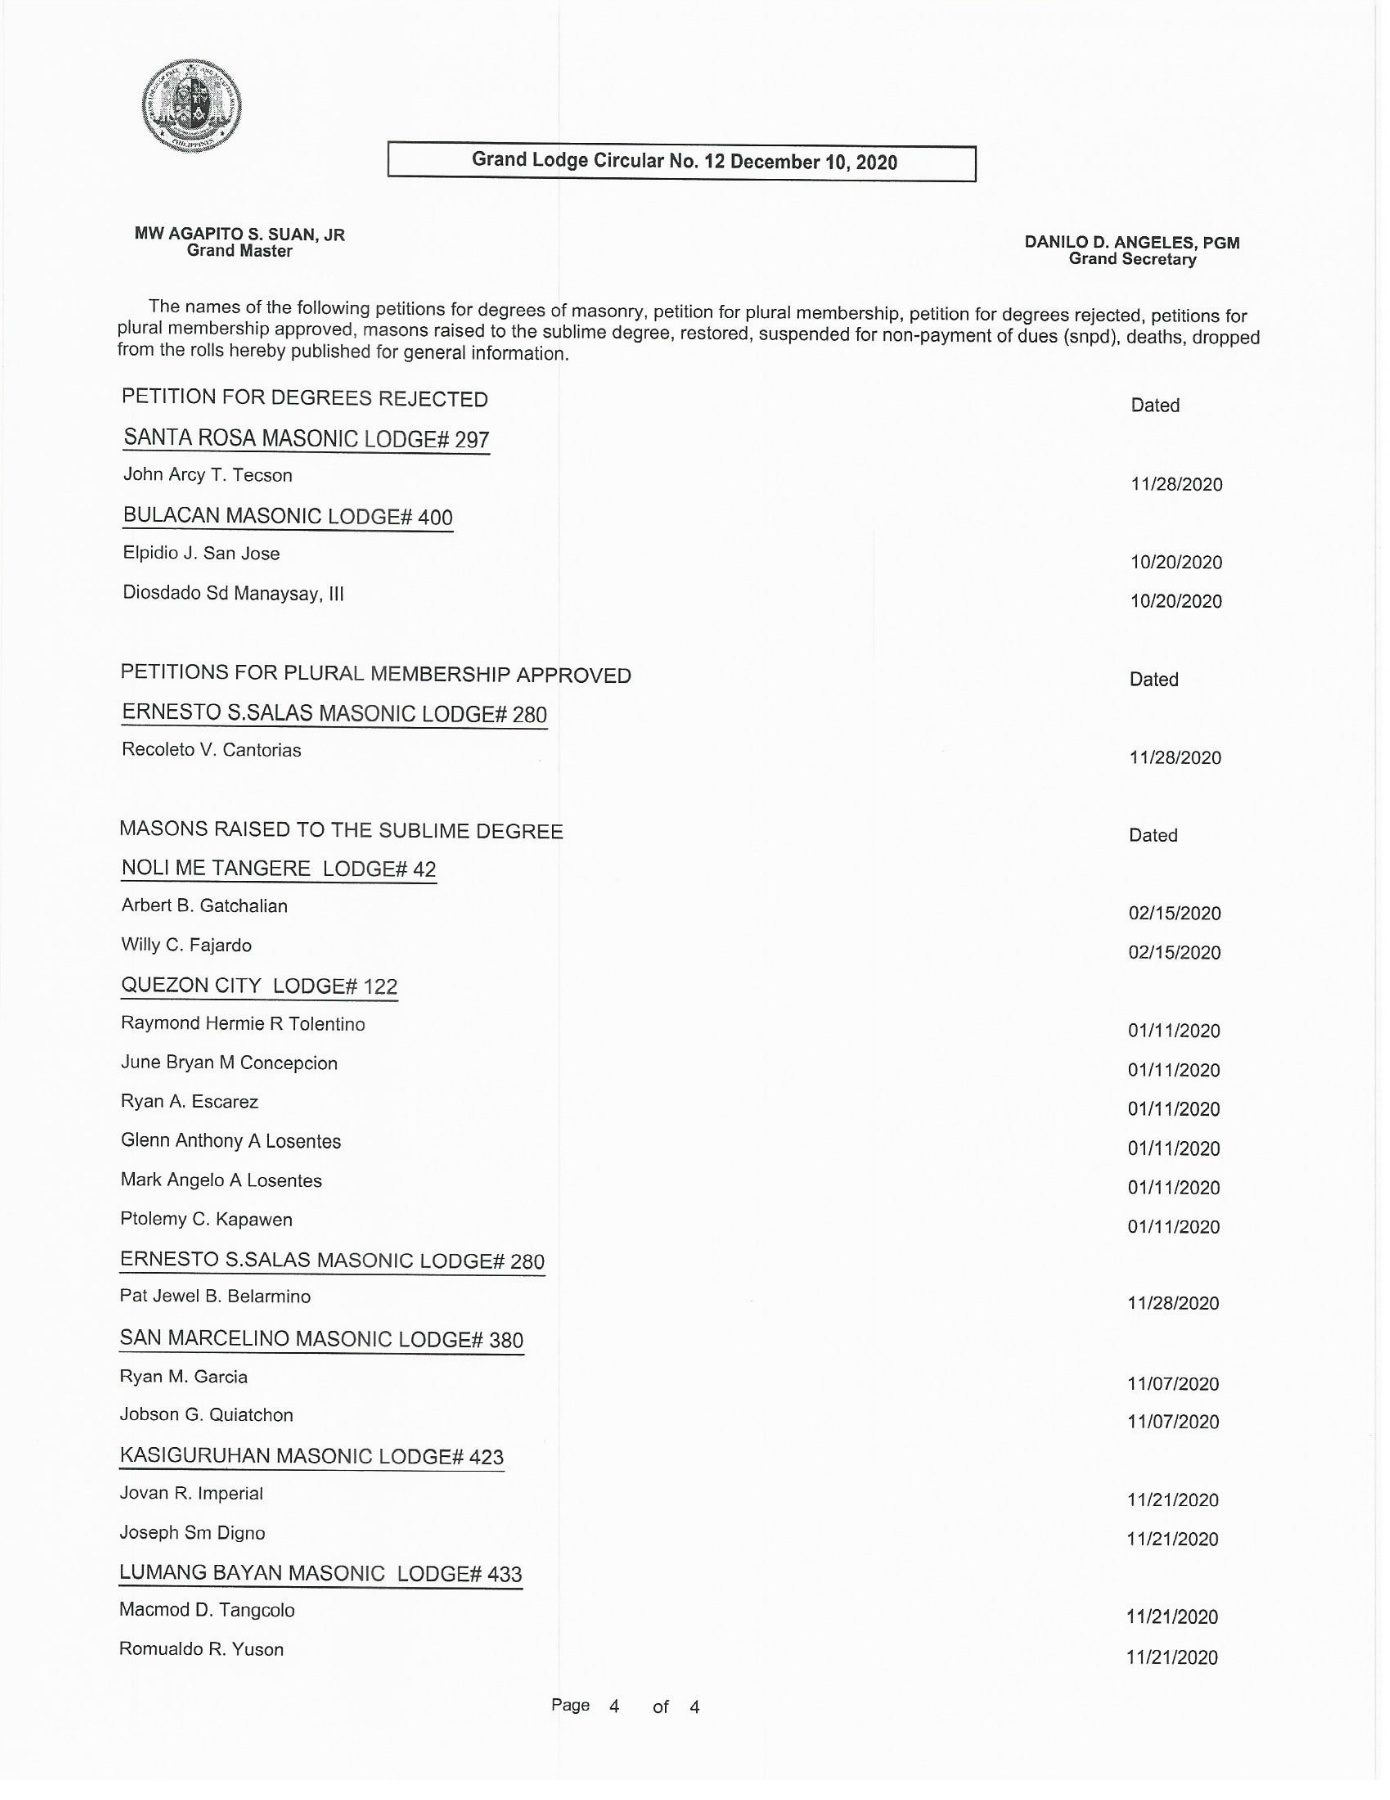 Grand Lodge Circular No. 12 December 10, 2020
MW AGAPITO S. SUAN, JR
Grand Master
DANILO D. ANGELES, PGM
Grand Secretary
The names of the following petitions for degrees of masonry, petition for plural membership, petition for degrees rejected, petitions for
plural membership approved, masons raised to the sublime degree, restored, suspended for non-payment of dues (snpd), deaths, dropped
from the rolls hereby published for general information.
PETITION FOR DEGREES REJECTED Dated
SANTA ROSA MASONIC LODGE# 297
John Arcy T. Tecson 11/28/2020
BULACAN MASONIC LODGE# 400
Elpidio J. San Jose 10/20/2020
Diosdado Sd Manaysay, III 10/20/2020
PETITIONS FOR PLURAL MEMBERSHIP APPROVED Dated
ERNESTO S.SALAS MASONIC LODGE# 280
Recoleto V. Cantorias 11/28/2020
MASONS RAISED TO THE SUBLIME DEGREE Dated
NOLI ME TANGERE LODGE# 42
Arbert B. Gatchalian 02/15/2020
Willy C. Fajardo 02/15/2020
QUEZON CITY LODGE# 122
Raymond Hermie R Tolentino 01/11/2020
June Bryan M Concepcion 01/11/2020
Ryan A. Escarez 01/11/2020
Glenn Anthony A Losentes 01/11/2020
Mark Angelo A Losentes 01/11/2020
Ptolemy C. Kapawen 01/11/2020
ERNESTO S.SALAS MASONIC LODGE# 280
Pat Jewel B. Belarmino 11/28/2020
SAN MARCELINO MASONIC LODGE# 380
Ryan M. Garcia 11/07/2020
Jobson G. Quiatchon 11/07/2020
KASIGURUHAN MASONIC LODGE# 423
Jovan R. Imperial 11/21/2020
Joseph Sm Digno 11/21/2020
LUMANG BAYAN MASONIC LODGE# 433
Macmod D. Tangcolo 11/21/2020
Romualdo R. Yuson 11/21/2020
Page 4 of 4